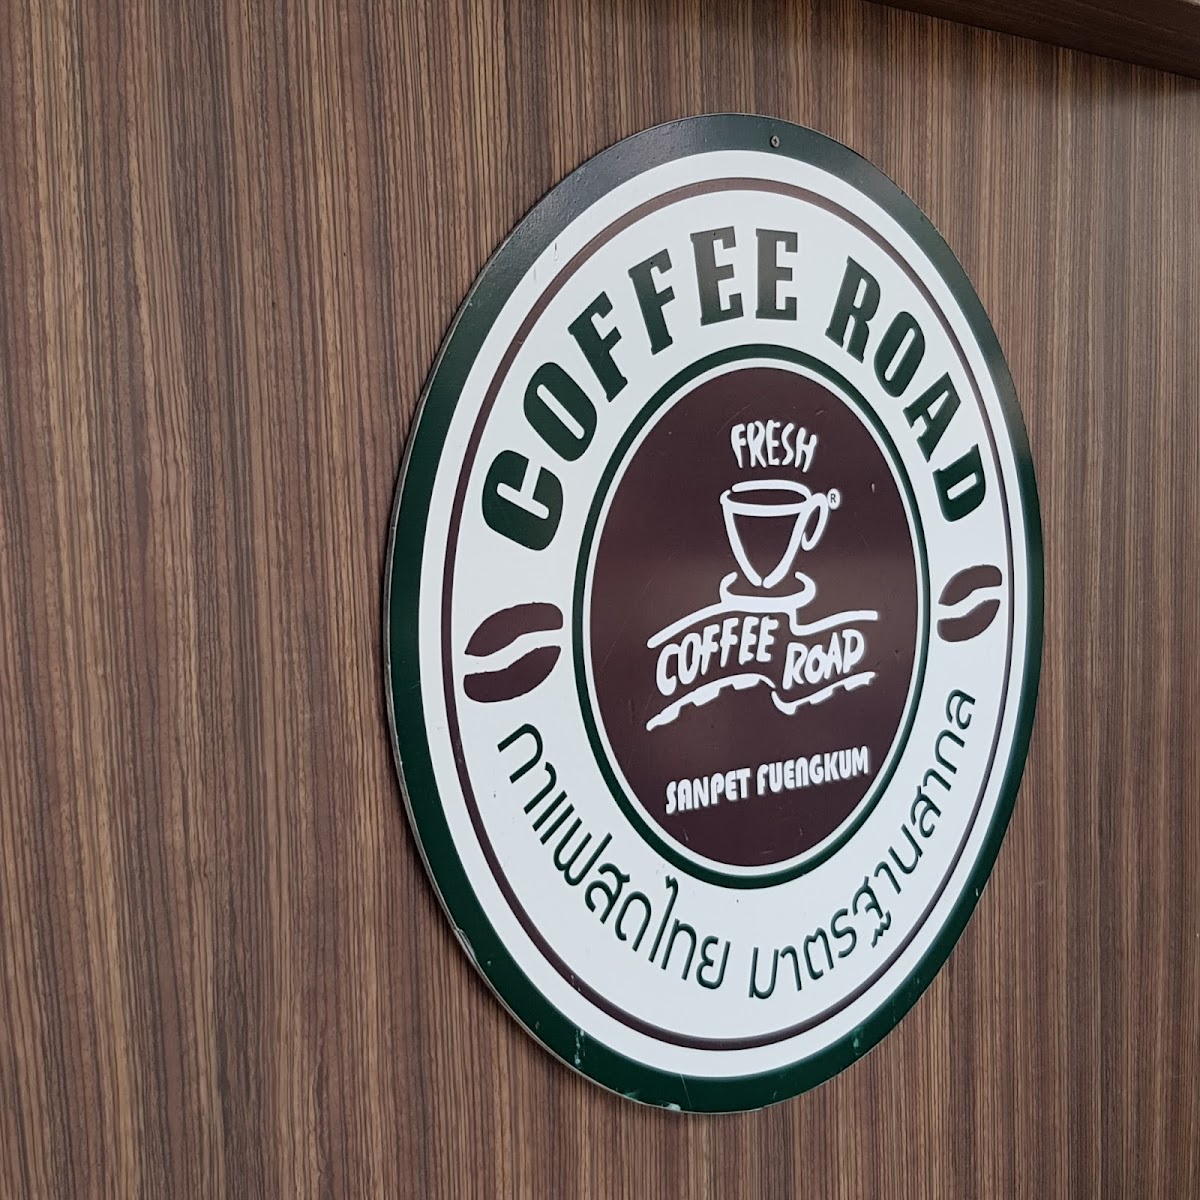 COFFEE ROAD
FRESH
®
COFFEE ROAD
SANPET FUENGKUM
กาแฟสดไทย มาตรฐานสากล